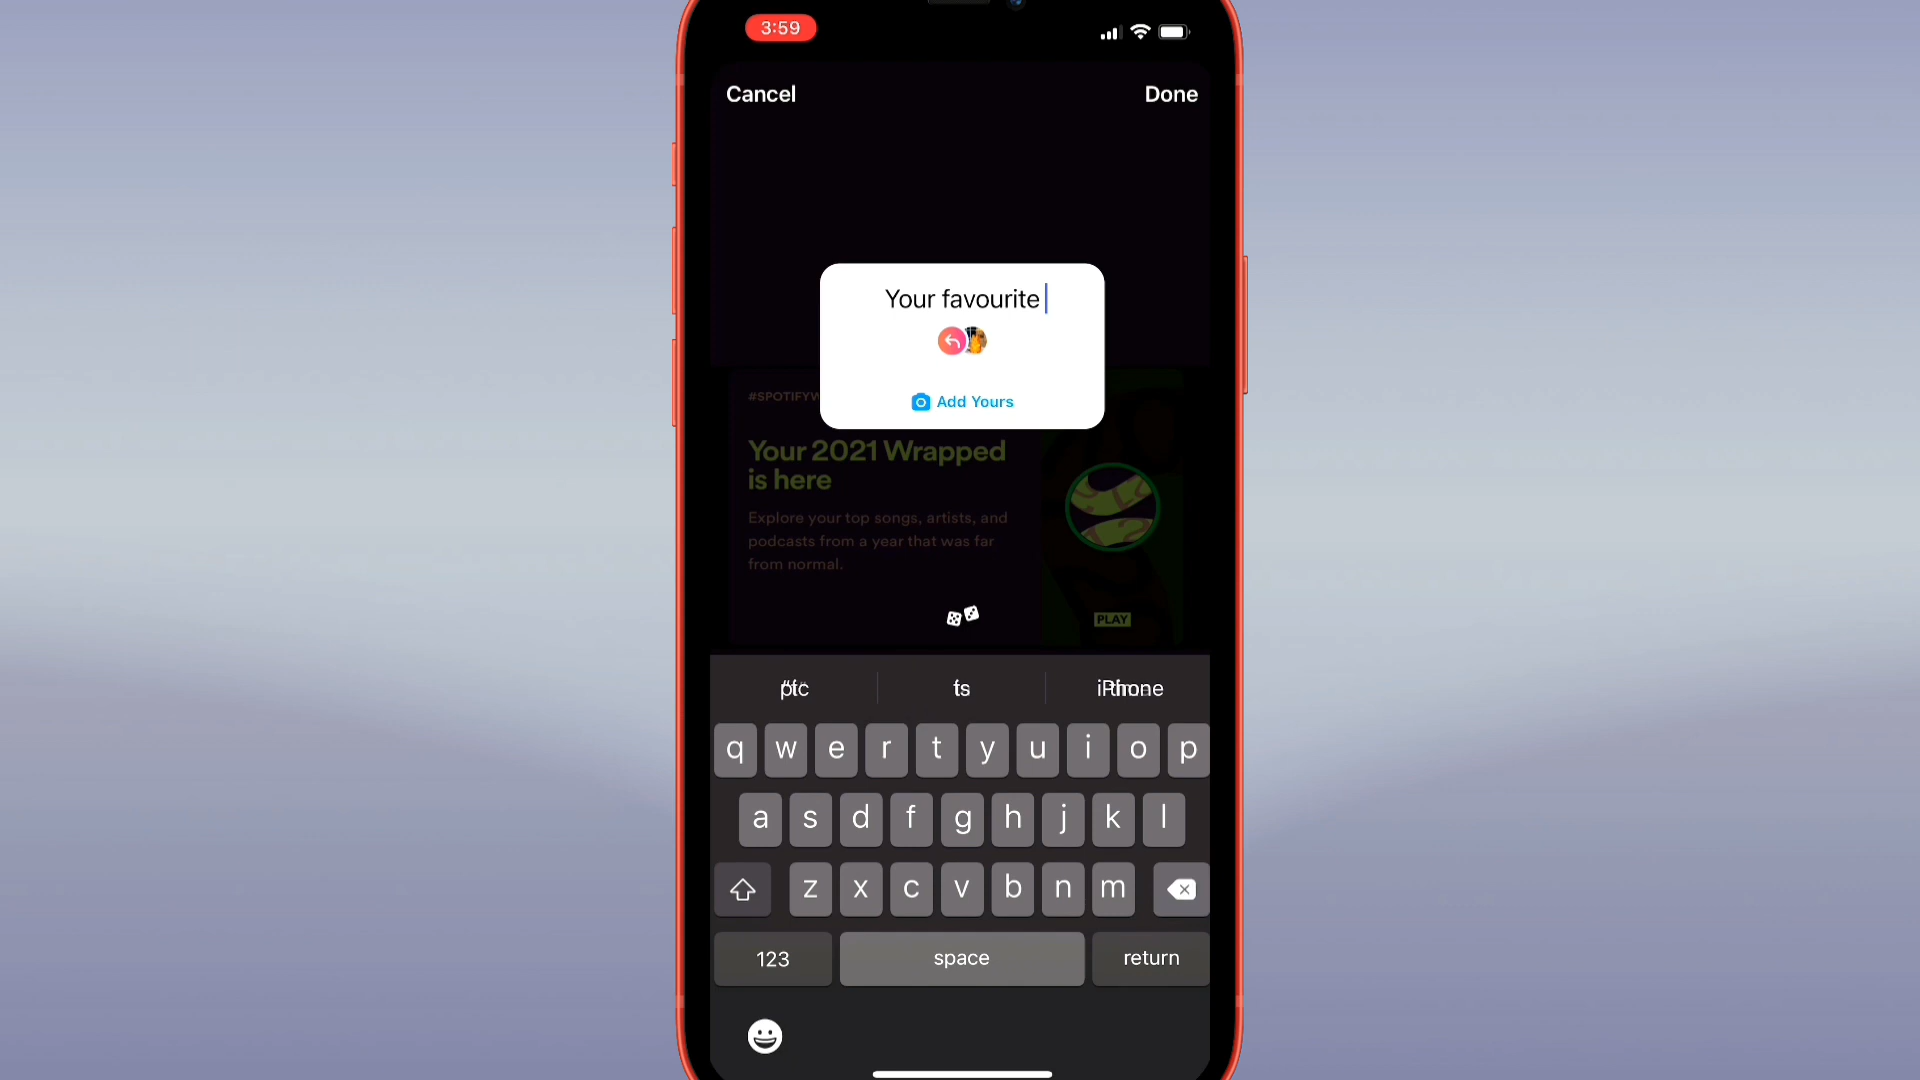 3:59
Cancel
Done
Your favourite
Add Yours
#SPOTIFYW
Your 2021 Wrapped
is here
Explore your top songs, artists, and
podcasts from a year that was far
from normal.
PLAY
q w e r t y u i o p
a s d f g h j k l
z x c v b n m
123
space
return